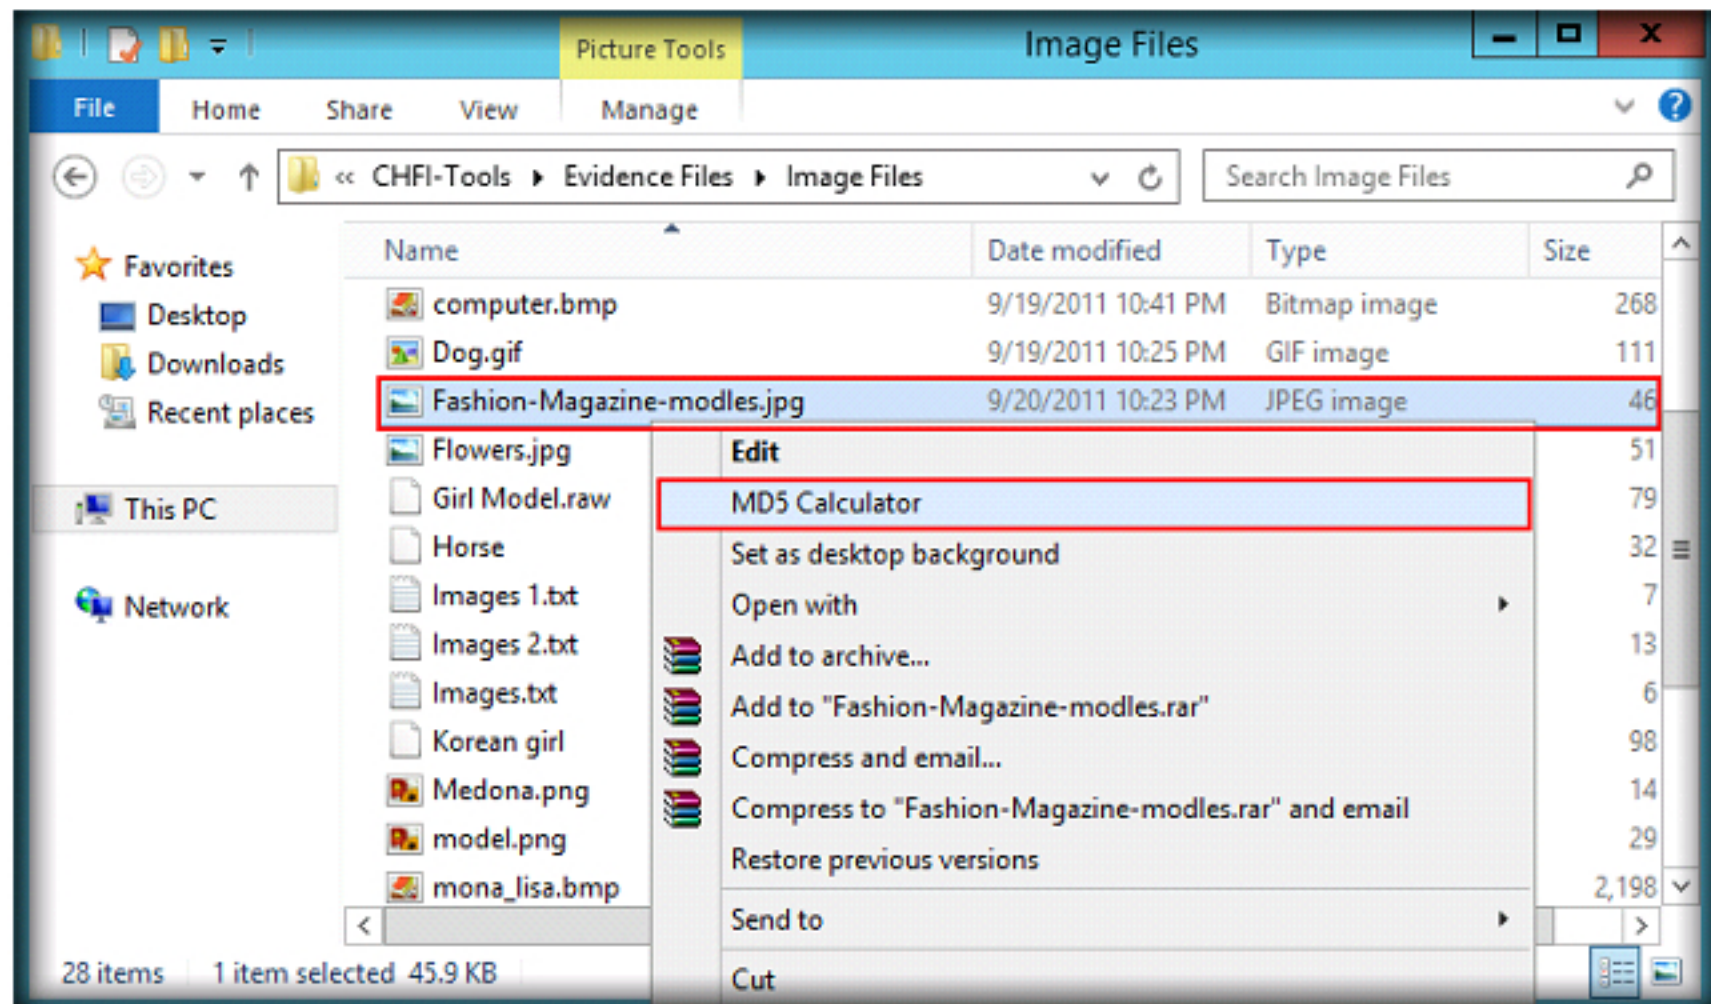 Picture Tools
Image Files
File Home Share View Manage
« CHFI-Tools Evidence Files Image Files
Search Image Files
Favorites
Desktop
Downloads
Recent places
This PC
Network
Name Date modified Type Size
computer.bmp 9/19/2011 10:41 PM Bitmap image 268
Dog.gif 9/19/2011 10:25 PM GIF image 111
Fashion-Magazine-modles.jpg 9/20/2011 10:23 PM JPEG image 46
Flowers.jpg 51
Girl Model.raw 79
Horse 32
Images 1.txt 7
Images 2.txt 13
Images.txt 6
Korean girl 98
Medona.png 14
model.png 29
mona_lisa.bmp 2,198
Edit
MD5 Calculator
Set as desktop background
Open with
Add to archive...
Add to "Fashion-Magazine-modles.rar"
Compress and email...
Compress to "Fashion-Magazine-modles.rar" and email
Restore previous versions
Send to
Cut
28 items 1 item selected 45.9 KB